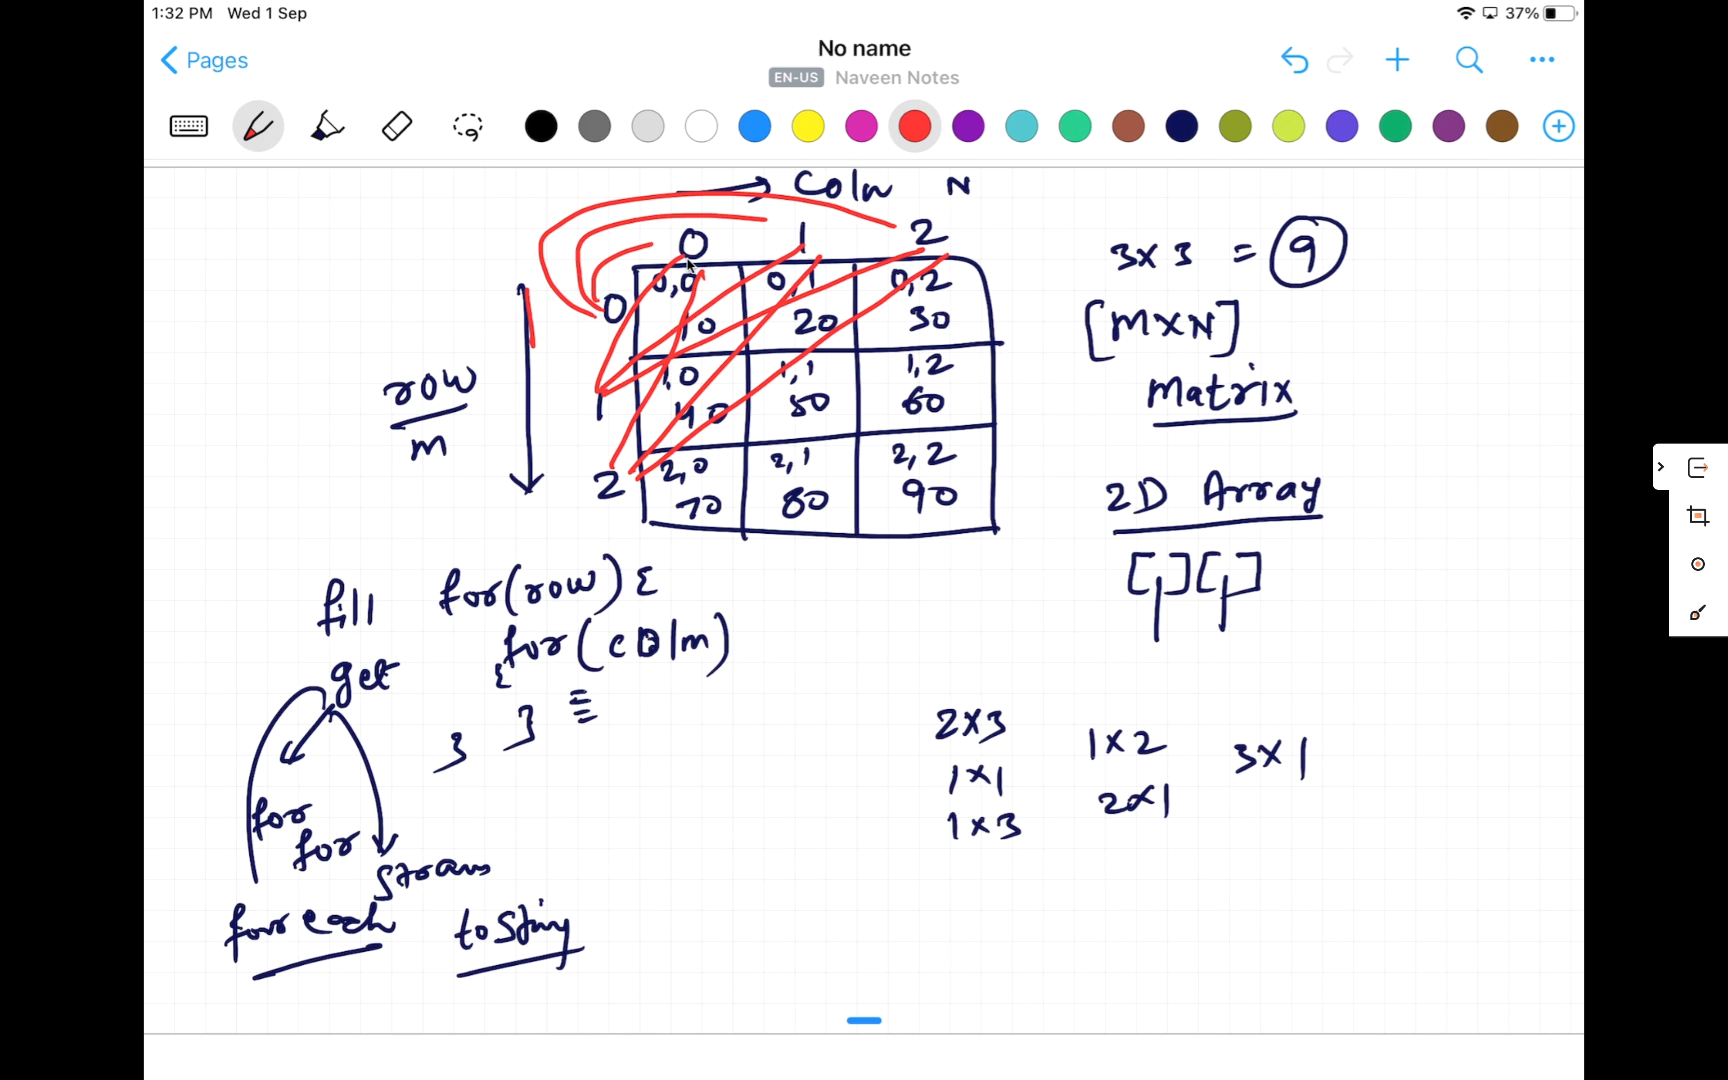 1:32 PM Wed 1 Sep
37%
Pages
No name
EN-US Naveen Notes
Coln N
0 1 2
0
0,0 0,1 0,2
10 20 30
1
1,0 1,1 1,2
40 50 60
2
2,0 2,1 2,2
70 80 90
row
m
3x3 = 9
[MxN]
Matrix
2D Array
[][]
fill
for(row){
for(colm)
{
}
}
get
for
for
stream
for each
to String
2x3
1x1
1x3
1x2
2x1
3x1